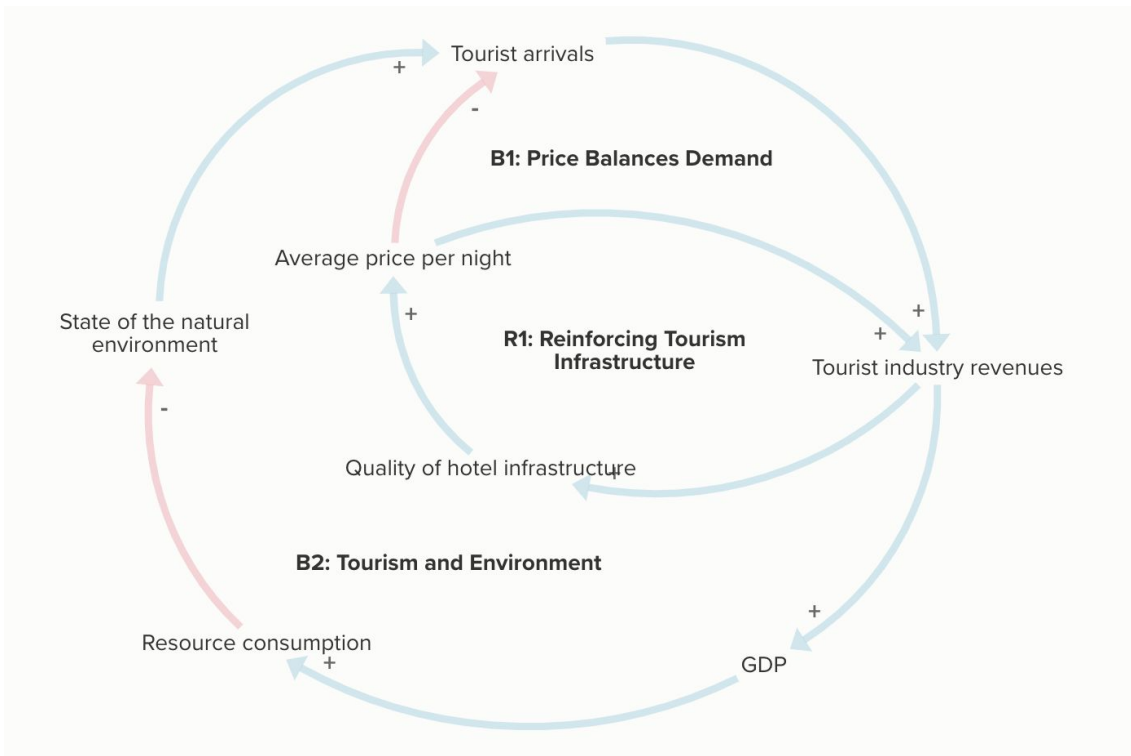 Tourist arrivals
+
-
B1: Price Balances Demand
Average price per night
+
+
+
State of the natural
environment
R1: Reinforcing Tourism
Infrastructure
Tourist industry revenues
-
Quality of hotel infrastructure
+
B2: Tourism and Environment
+
Resource consumption
+
GDP